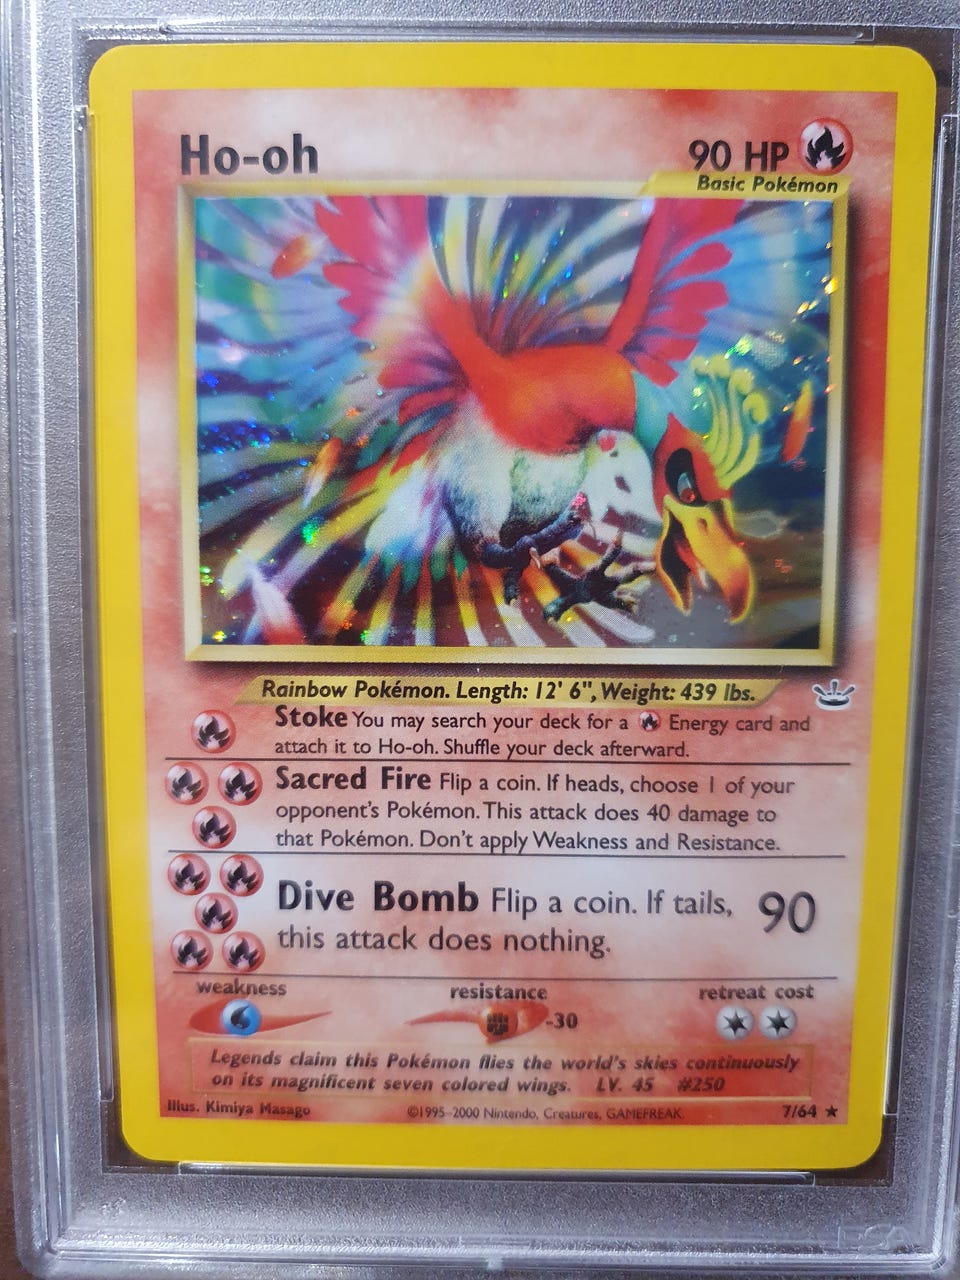 Ho-oh
90 HP
Basic Pokémon
Rainbow Pokémon. Length: 12' 6", Weight: 439 lbs.
Stoke You may search your deck for a Energy card and
attach it to Ho-oh. Shuffle your deck afterward.
Sacred Fire Flip a coin. If heads, choose 1 of your
opponent's Pokémon. This attack does 40 damage to
that Pokémon. Don't apply Weakness and Resistance.
Dive Bomb Flip a coin. If tails,
this attack does nothing.
90
weakness
resistance
retreat cost
-30
Legends claim this Pokémon flies the world's skies continuously
on its magnificent seven colored wings. LV. 45 #250
Illus. Kimiya Masago
©1995-2000 Nintendo, Creatures, GAMEFREAK.
7/64 ★